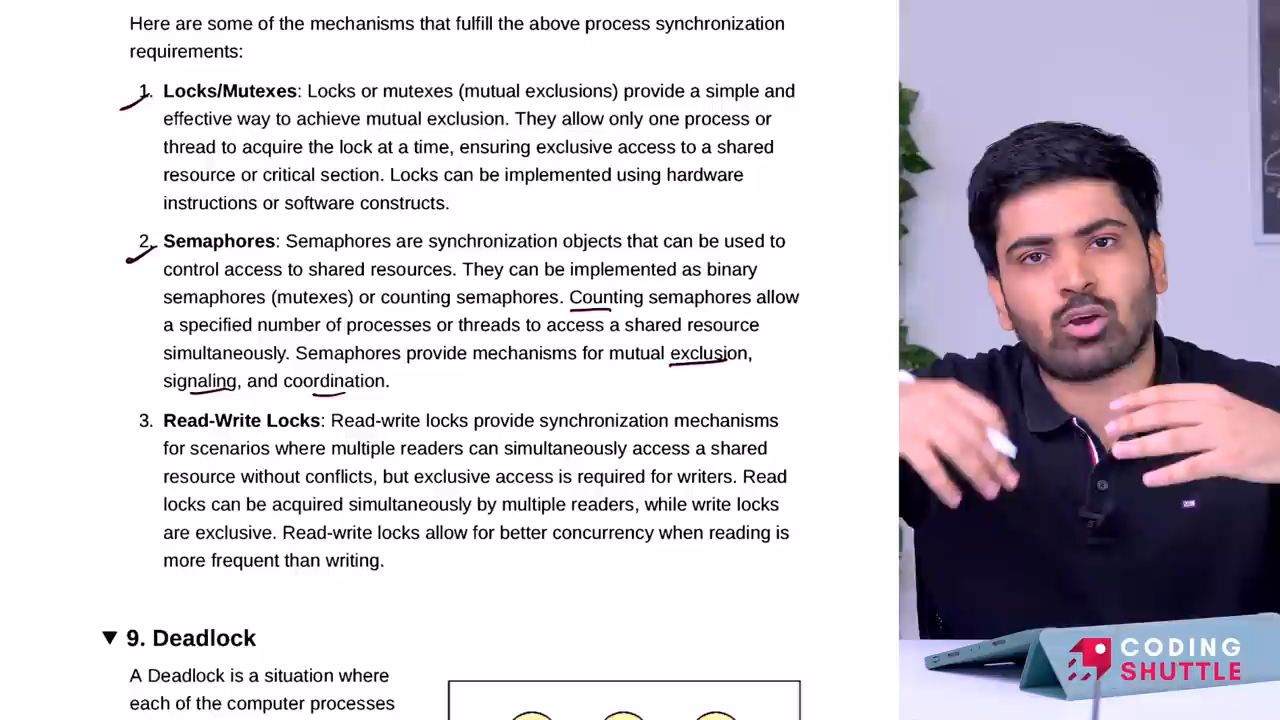 Here are some of the mechanisms that fulfill the above process synchronization
requirements:
1. Locks/Mutexes: Locks or mutexes (mutual exclusions) provide a simple and
effective way to achieve mutual exclusion. They allow only one process or
thread to acquire the lock at a time, ensuring exclusive access to a shared
resource or critical section. Locks can be implemented using hardware
instructions or software constructs.
2. Semaphores: Semaphores are synchronization objects that can be used to
control access to shared resources. They can be implemented as binary
semaphores (mutexes) or counting semaphores. Counting semaphores allow
a specified number of processes or threads to access a shared resource
simultaneously. Semaphores provide mechanisms for mutual exclusion,
signaling, and coordination.
3. Read-Write Locks: Read-write locks provide synchronization mechanisms
for scenarios where multiple readers can simultaneously access a shared
resource without conflicts, but exclusive access is required for writers. Read
locks can be acquired simultaneously by multiple readers, while write locks
are exclusive. Read-write locks allow for better concurrency when reading is
more frequent than writing.
9. Deadlock
A Deadlock is a situation where
each of the computer processes
CODING
SHUTTLE